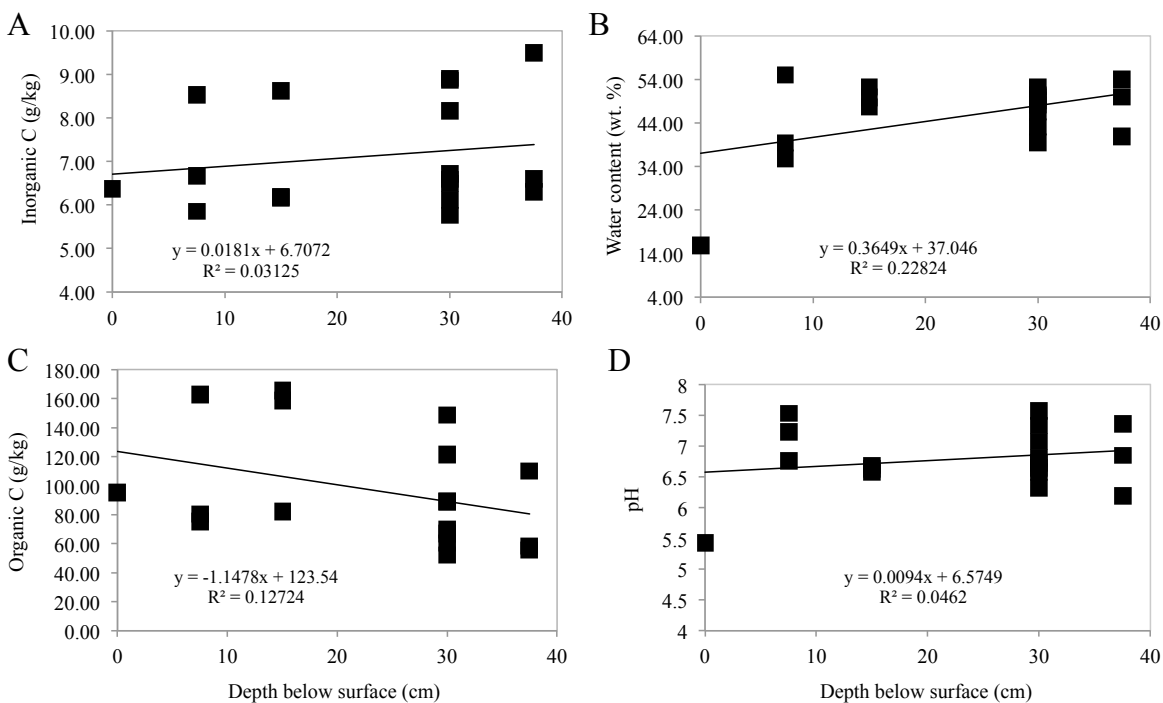 A
Inorganic C (g/kg)
10.00
9.00
8.00
7.00
6.00
5.00
4.00
y = 0.0181x + 6.7072
R² = 0.03125
0 10 20 30 40
B
Water content (wt. %)
64.00
54.00
44.00
34.00
24.00
14.00
4.00
y = 0.3649x + 37.046
R² = 0.22824
0 10 20 30 40
C
Organic C (g/kg)
180.00
160.00
140.00
120.00
100.00
80.00
60.00
40.00
20.00
0.00
y = -1.1478x + 123.54
R² = 0.12724
0 10 20 30 40
Depth below surface (cm)
D
pH
8
7.5
7
6.5
6
5.5
5
4.5
4
y = 0.0094x + 6.5749
R² = 0.0462
0 10 20 30 40
Depth below surface (cm)